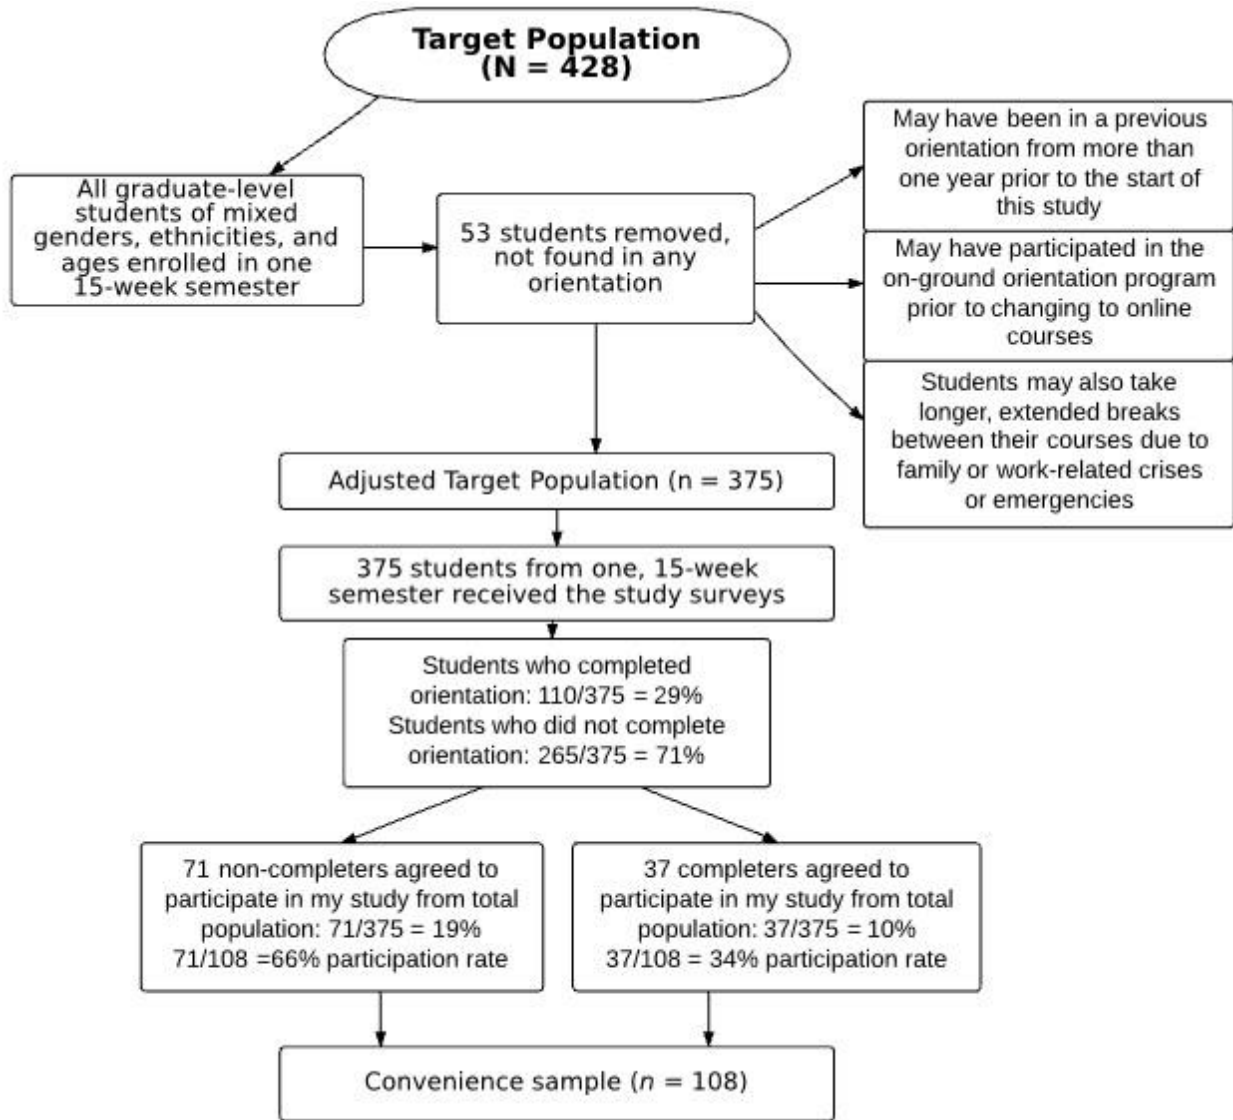 Target Population
(N = 428)
All graduate-level
students of mixed
genders, ethnicities, and
ages enrolled in one
15-week semester
53 students removed,
not found in any
orientation
May have been in a previous
orientation from more than
one year prior to the start of
this study
May have participated in the
on-ground orientation program
prior to changing to online
courses
Students may also take
longer, extended breaks
between their courses due to
family or work-related crises
or emergencies
Adjusted Target Population (n = 375)
375 students from one, 15-week
semester received the study surveys
Students who completed
orientation: 110/375 = 29%
Students who did not complete
orientation: 265/375 = 71%
71 non-completers agreed to
participate in my study from total
population: 71/375 = 19%
71/108 =66% participation rate
37 completers agreed to
participate in my study from total
population: 37/375 = 10%
37/108 = 34% participation rate
Convenience sample (n = 108)